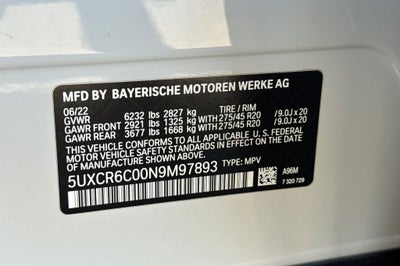 MFD BY BAYERISCHE MOTOREN WERKE AG
06/22
GVWR 6232 lbs 2827 kg TIRE / RIM
GAWR FRONT 2921 lbs 1325 kg WITH 275/45 R20 / 9.0J x 20
GAWR REAR 3677 lbs 1668 kg WITH 275/45 R20 / 9.0J x 20
THIS VEHICLE CONFORMS TO ALL APPLICABLE U.S. FEDERAL
MOTOR VEHICLE SAFETY STANDARDS IN EFFECT ON
THE DATE OF MANUFACTURE SHOWN ABOVE.
5UXCR6C00N9M97893 TYPE: MPV
A96M
7 320 729